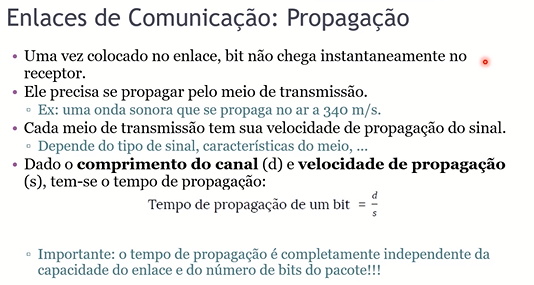 Enlaces de Comunicação: Propagação
• Uma vez colocado no enlace, bit não chega instantaneamente no
receptor.
• Ele precisa se propagar pelo meio de transmissão.
▫ Ex: uma onda sonora que se propaga no ar a 340 m/s.
• Cada meio de transmissão tem sua velocidade de propagação do sinal.
▫ Depende do tipo de sinal, características do meio, ...
• Dado o comprimento do canal (d) e velocidade de propagação
(s), tem-se o tempo de propagação:
Tempo de propagação de um bit = d/s
▫ Importante: o tempo de propagação é completamente independente da
capacidade do enlace e do número de bits do pacote!!!